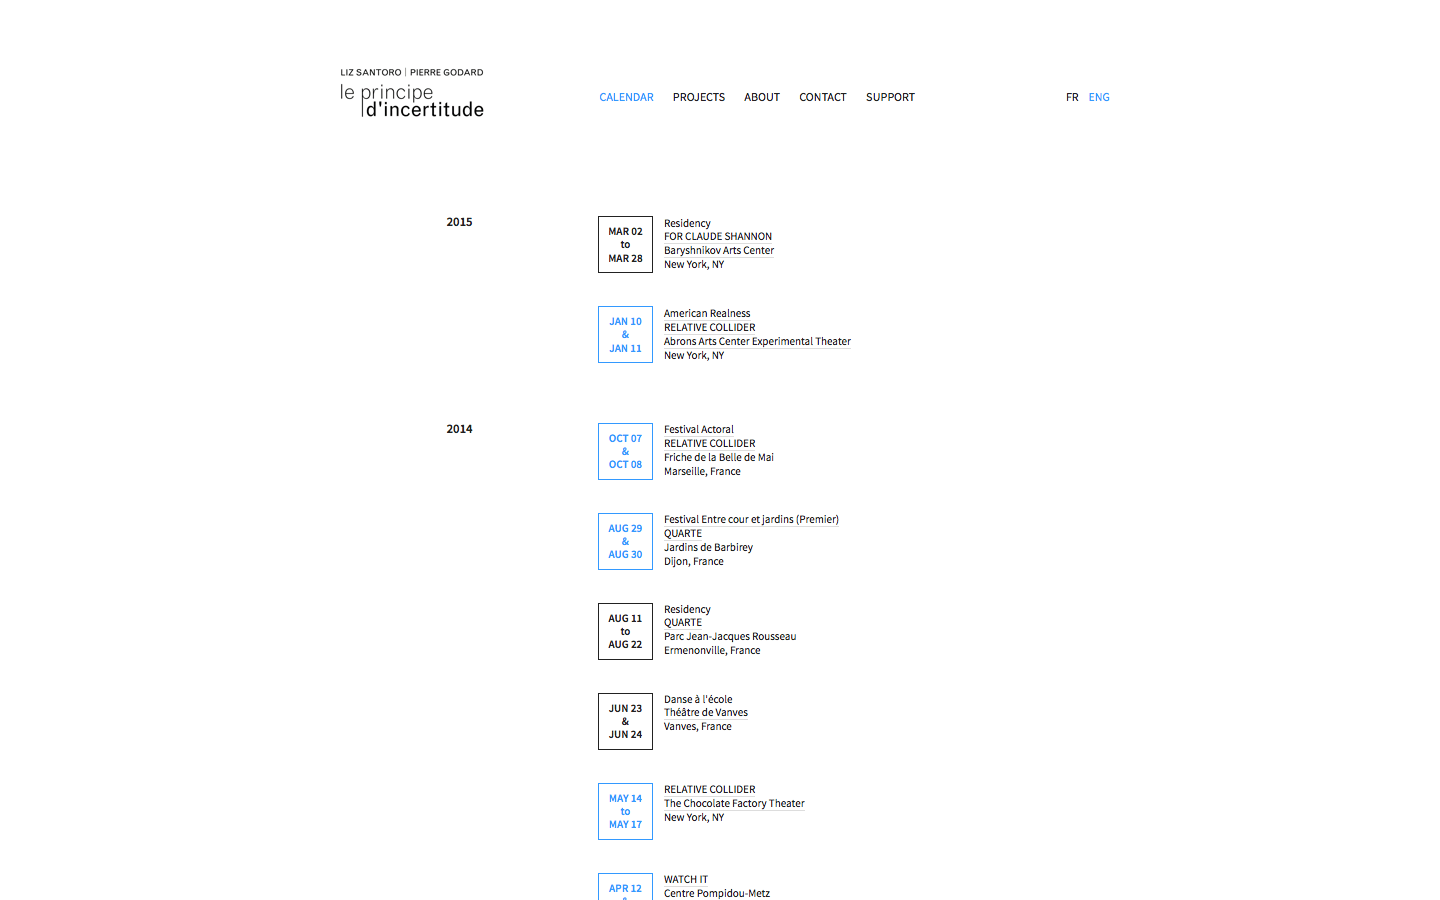 LIZ SANTORO | PIERRE GODARD
le principe
d'incertitude
CALENDAR PROJECTS ABOUT CONTACT SUPPORT
FR ENG
2015
MAR 02
to
MAR 28
Residency
FOR CLAUDE SHANNON
Baryshnikov Arts Center
New York, NY
JAN 10
&
JAN 11
American Realness
RELATIVE COLLIDER
Abrons Arts Center Experimental Theater
New York, NY
2014
OCT 07
&
OCT 08
Festival Actoral
RELATIVE COLLIDER
Friche de la Belle de Mai
Marseille, France
AUG 29
&
AUG 30
Festival Entre cour et jardins (Premier)
QUARTE
Jardins de Barbirey
Dijon, France
AUG 11
to
AUG 22
Residency
QUARTE
Parc Jean-Jacques Rousseau
Ermenonville, France
JUN 23
&
JUN 24
Danse à l'école
Théâtre de Vanves
Vanves, France
MAY 14
to
MAY 17
RELATIVE COLLIDER
The Chocolate Factory Theater
New York, NY
APR 12
WATCH IT
Centre Pompidou-Metz